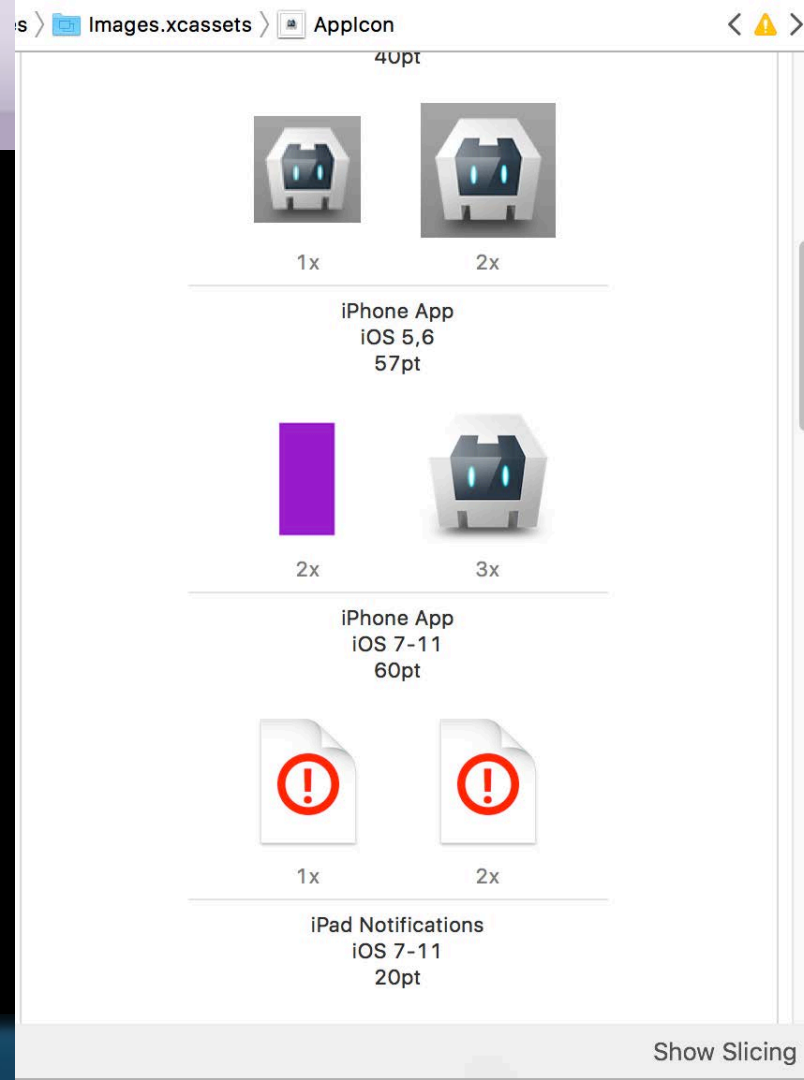 s Images.xcassets AppIcon
40pt
1x 2x
iPhone App
iOS 5,6
57pt
2x 3x
iPhone App
iOS 7-11
60pt
! !
1x 2x
iPad Notifications
iOS 7-11
20pt
Show Slicing